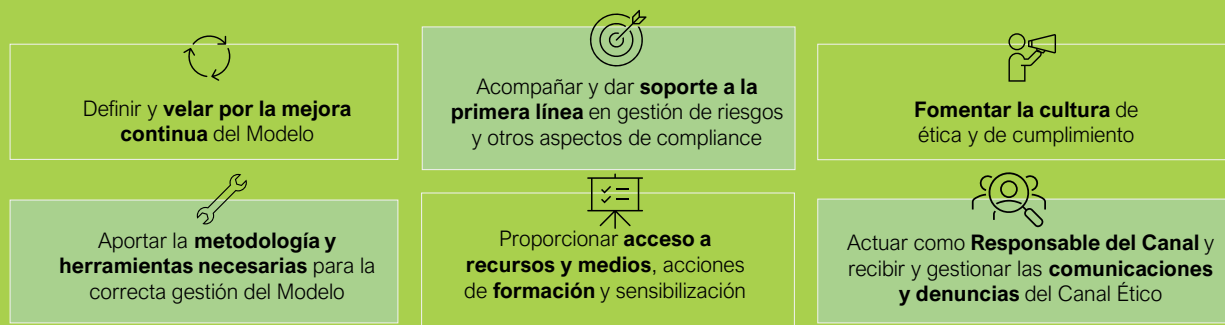 Definir y velar por la mejora
continua del Modelo
Acompañar y dar soporte a la
primera línea en gestión de riesgos
y otros aspectos de compliance
Fomentar la cultura de
ética y de cumplimiento
Aportar la metodología y
herramientas necesarias para la
correcta gestión del Modelo
Proporcionar acceso a
recursos y medios, acciones
de formación y sensibilización
Actuar como Responsable del Canal y
recibir y gestionar las comunicaciones
y denuncias del Canal Ético